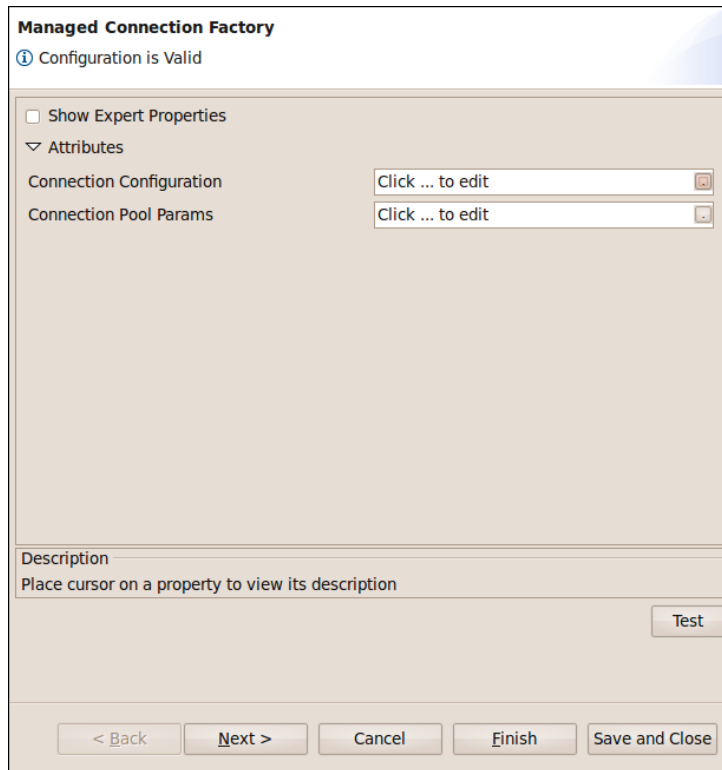 Managed Connection Factory
Configuration is Valid
Show Expert Properties
Attributes
Connection Configuration Click ... to edit
Connection Pool Params Click ... to edit
Description
Place cursor on a property to view its description
Test
< Back Next > Cancel Finish Save and Close